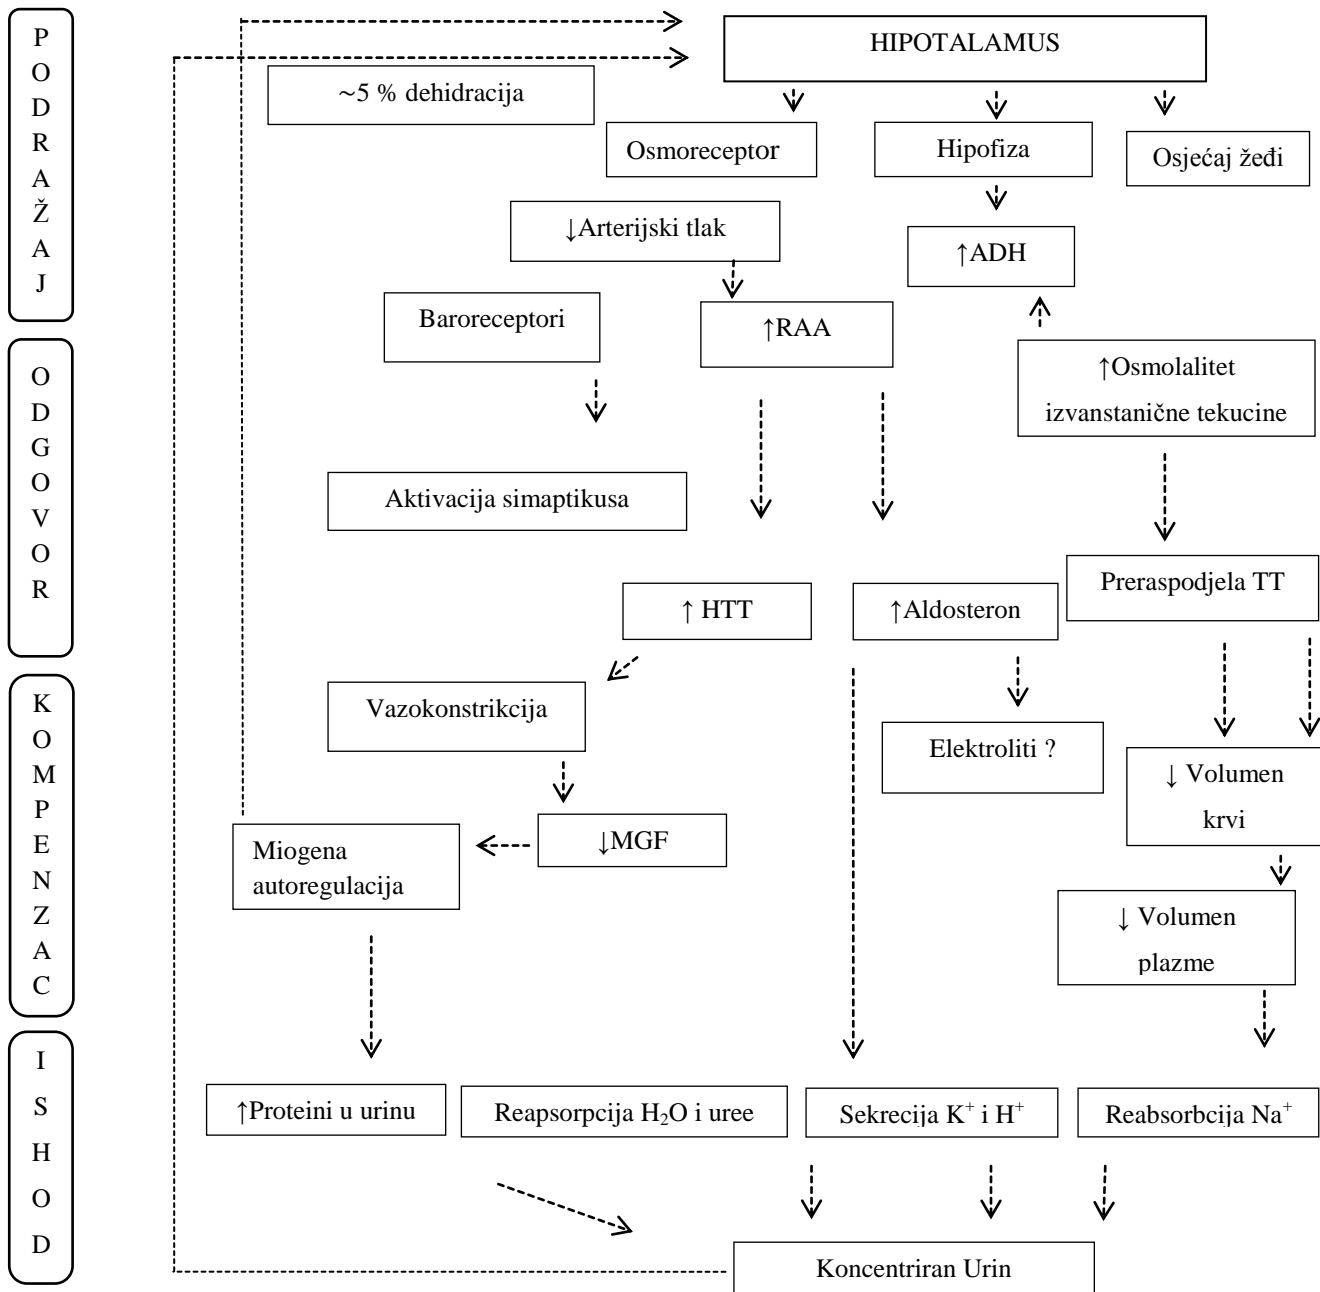 P
O
D
R
A
Ž
A
J
HIPOTALAMUS
~5 % dehidracija
Osmoreceptor
Hipofiza
Osjećaj žeđi
↓Arterijski tlak
↑ADH
Baroreceptori
↑RAA
O
D
G
O
V
O
R
↑Osmolalitet
izvanstanične tekucine
Aktivacija simaptikusa
Preraspodjela TT
↑ HTT
↑Aldosteron
K
O
M
P
E
N
Z
A
C
Vazokonstrikcija
Elektroliti ?
↓ Volumen
krvi
↓MGF
Miogena
autoregulacija
↓ Volumen
plazme
I
S
H
O
D
↑Proteini u urinu
Reapsorpcija H₂O i uree
Sekrecija K⁺ i H⁺
Reabsorbcija Na⁺
Koncentriran Urin